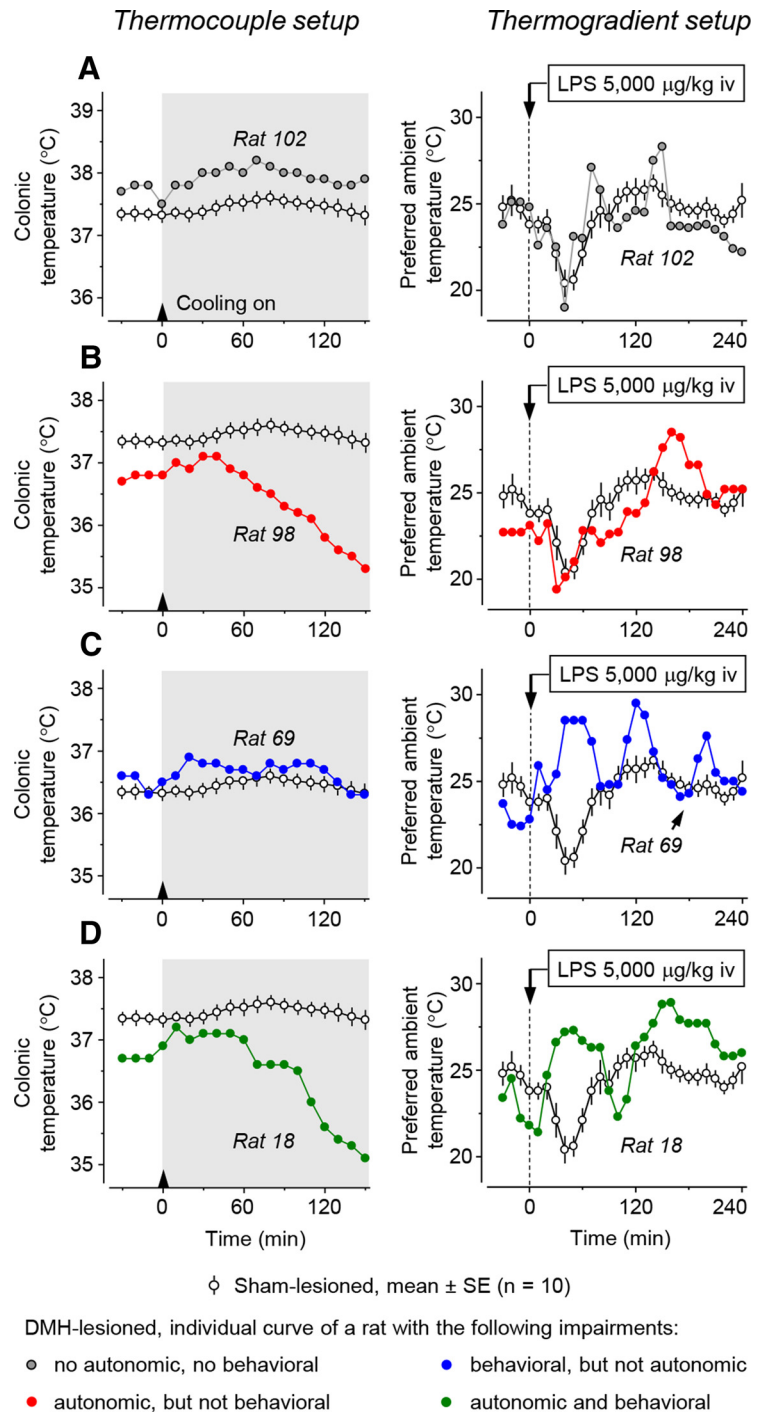 Thermocouple setup
Thermogradient setup
A
Colonic
temperature (°C)
39
38
37
36
Rat 102
Cooling on
0
60
120
LPS 5,000 μg/kg iv
Preferred ambient
temperature (°C)
30
25
20
Rat 102
0
120
240
B
Colonic
temperature (°C)
38
37
36
35
Rat 98
0
60
120
LPS 5,000 μg/kg iv
Preferred ambient
temperature (°C)
30
25
20
Rat 98
0
120
240
C
Colonic
temperature (°C)
38
37
36
35
Rat 69
0
60
120
LPS 5,000 μg/kg iv
Preferred ambient
temperature (°C)
30
25
20
Rat 69
0
120
240
D
Colonic
temperature (°C)
38
37
36
35
Rat 18
0
60
120
Time (min)
LPS 5,000 μg/kg iv
Preferred ambient
temperature (°C)
30
25
20
Rat 18
0
120
240
Time (min)
Sham-lesioned, mean ± SE (n = 10)
DMH-lesioned, individual curve of a rat with the following impairments:
no autonomic, no behavioral
behavioral, but not autonomic
autonomic, but not behavioral
autonomic and behavioral